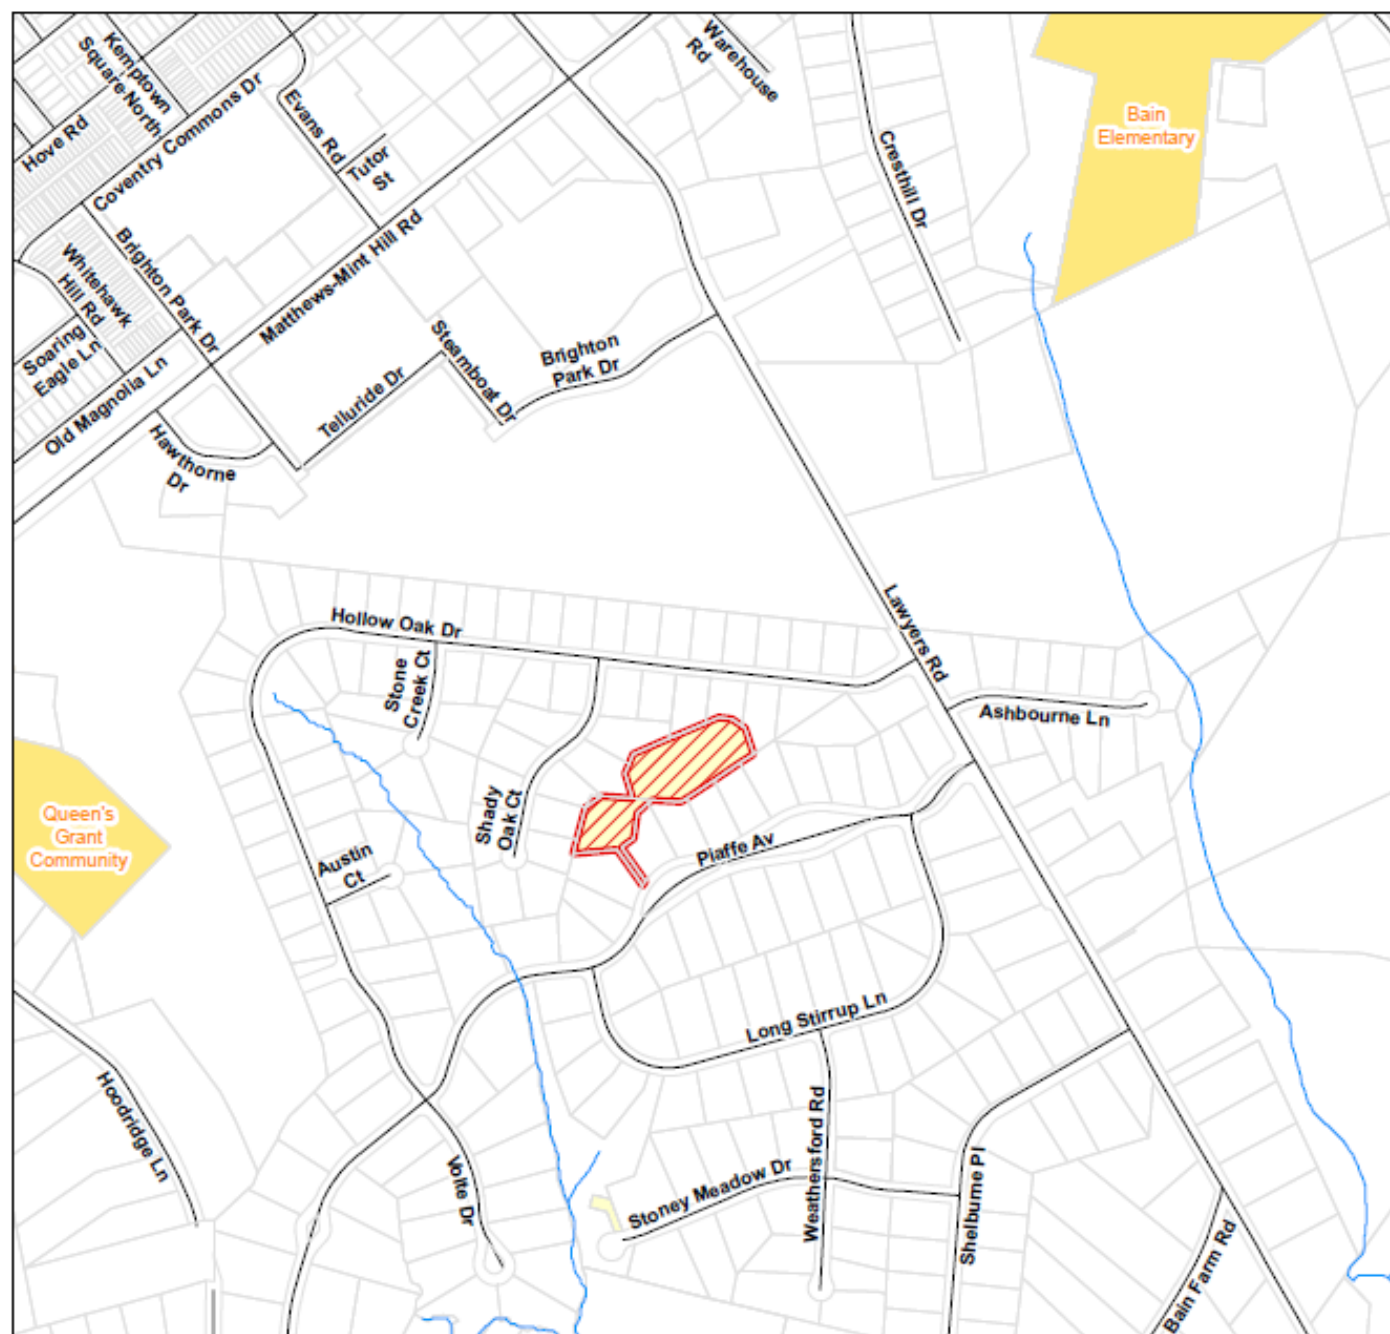 Kemptown
Square North
Hove Rd
Coventry Commons Dr
Evans Rd
Tutor
St
Warehouse
Rd
Cresthill Dr
Bain
Elementary
Brighton Park Dr
Whitehawk
Hill Rd
Soaring
Eagle Ln
Old Magnolia Ln
Matthews-Mint Hill Rd
Steamboat Dr
Brighton
Park Dr
Telluride Dr
Hawthorne
Dr
Lawyers Rd
Hollow Oak Dr
Stone
Creek Ct
Ashbourne Ln
Shady
Oak Ct
Queen's
Grant
Community
Austin
Ct
Piaffe Av
Long Stirrup Ln
Hoodridge Ln
Volte Dr
Stoney Meadow Dr
Weathersford Rd
Shelburne Pl
Bain Farm Rd